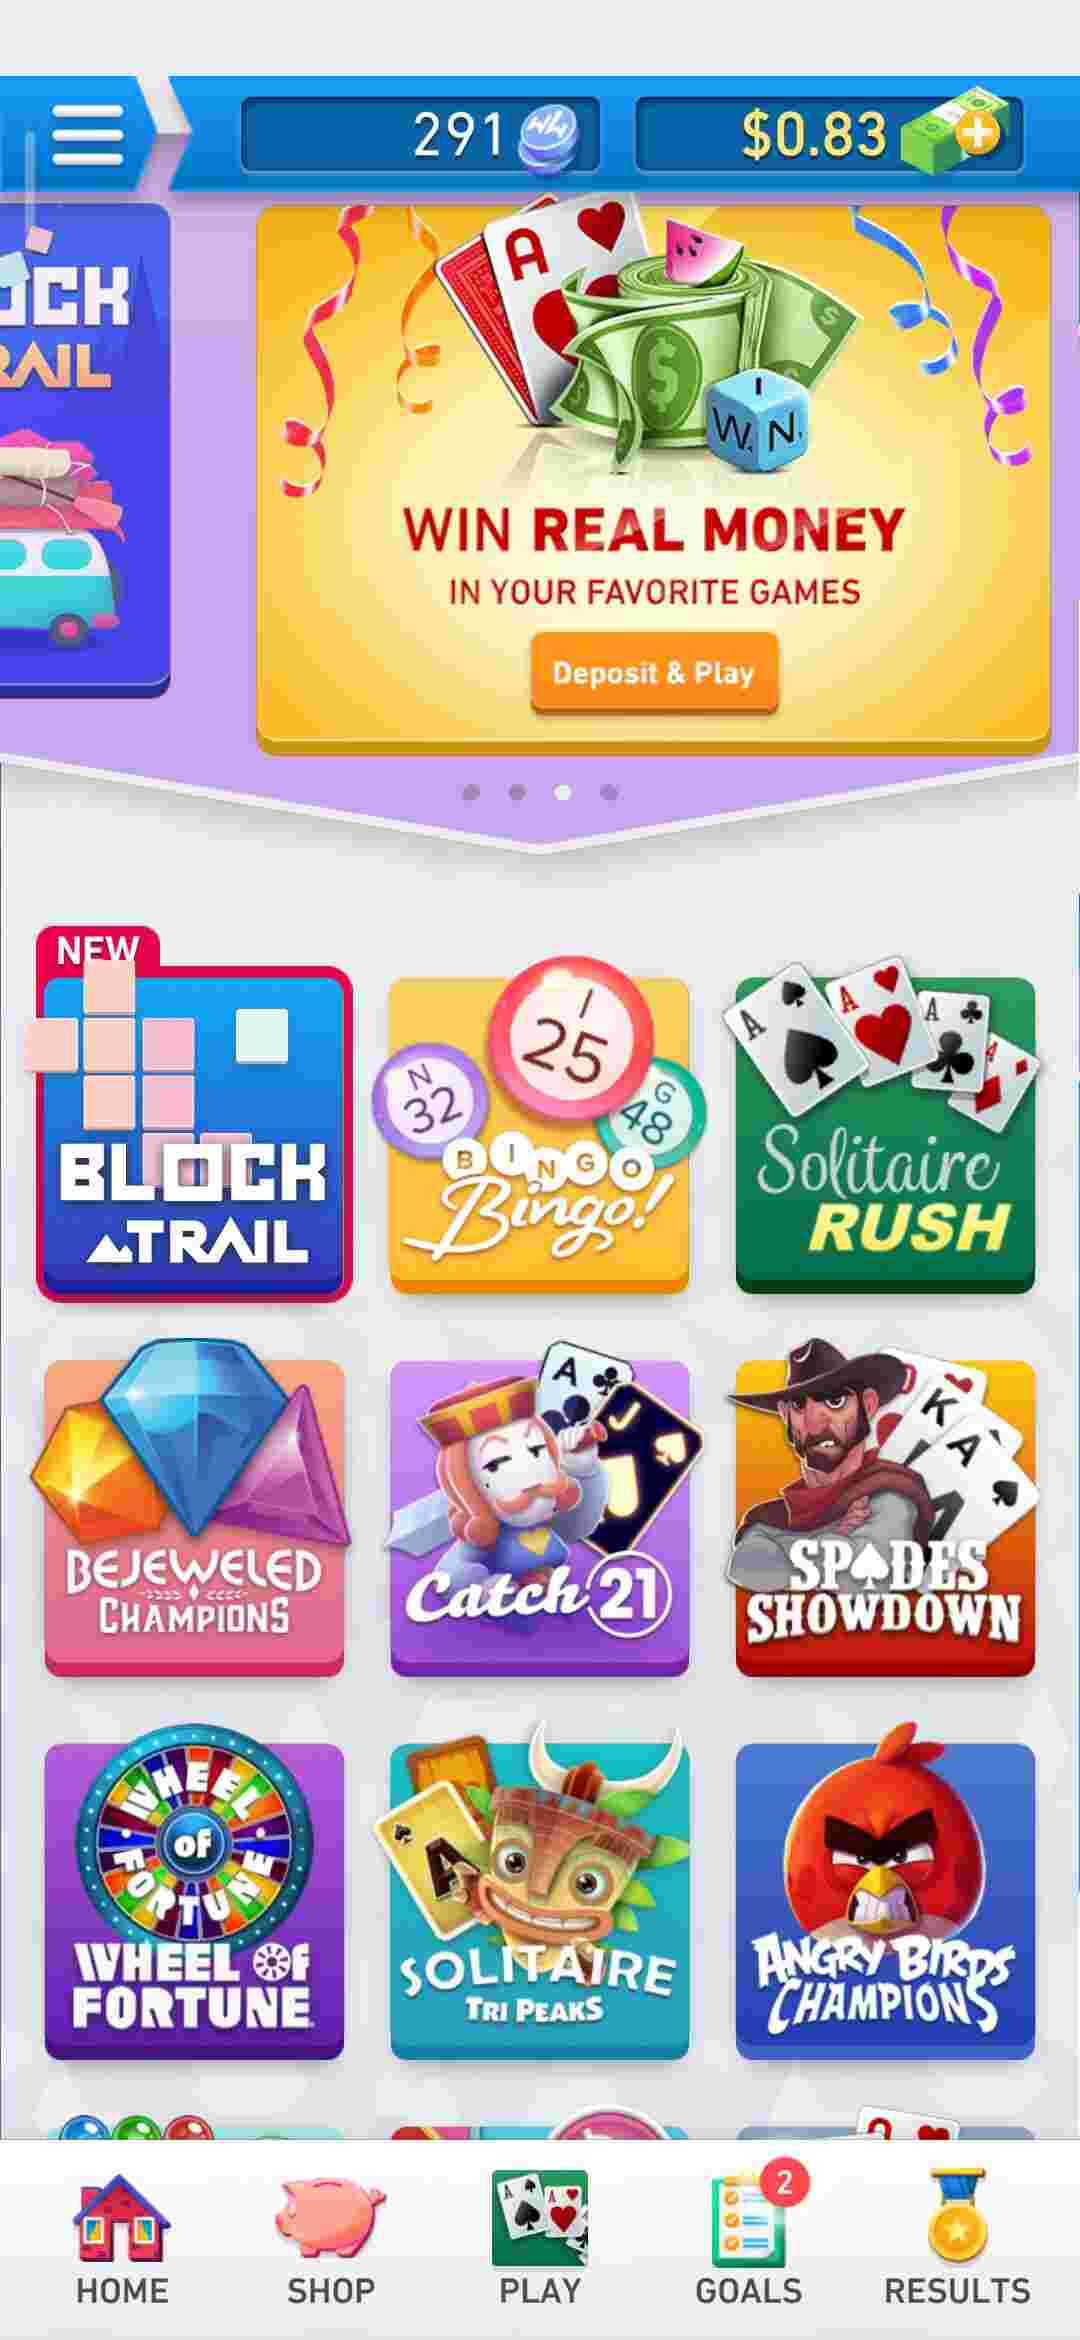 291
$0.83
OCK
RAIL
A
I
W N
WIN REAL MONEY
IN YOUR FAVORITE GAMES
Deposit & Play
NEW
BLOCK
TRAIL
I
25
N
32
G
48
BINGO
Bingo!
A
A
A
4
Solitaire
RUSH
BEJEWELED
CHAMPIONS
A
J
Catch 21
K
A
SPADES
SHOWDOWN
WHEEL
OF
FORTUNE
WHEEL OF
FORTUNE
A
SOLITAIRE
TRI PEAKS
ANGRY BIRDS
CHAMPIONS
2
A
A
HOME
SHOP
PLAY
GOALS
RESULTS